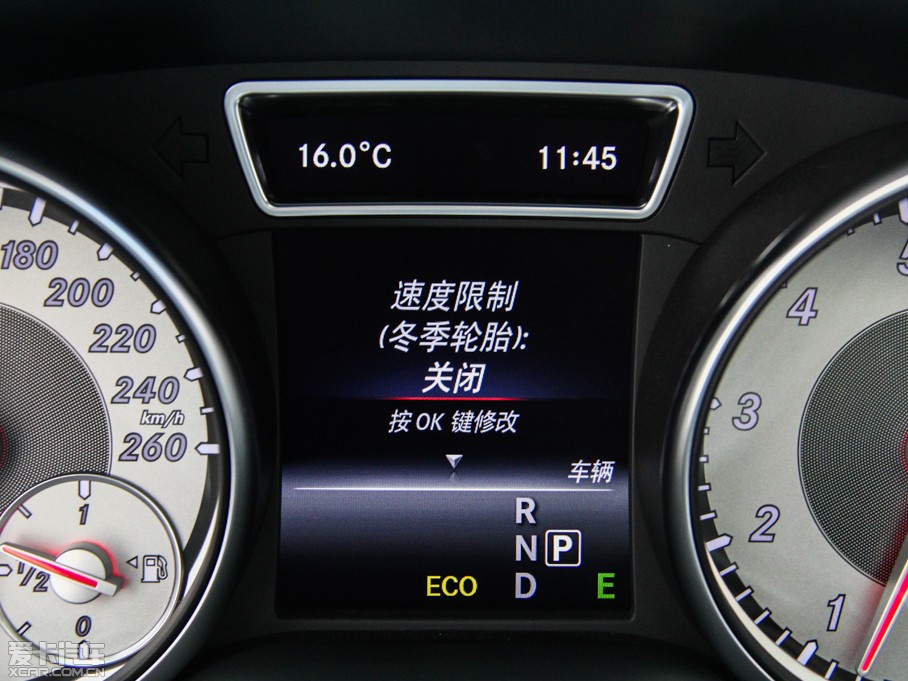 16.0°C 11:45
速度限制
(冬季轮胎):
关闭
按 OK 键修改
车辆
R
N P
ECO D E
180
200
220
240
km/h
260
1
1/2
0
5
4
3
2
1
爱卡汽车
XCAR.COM.CN